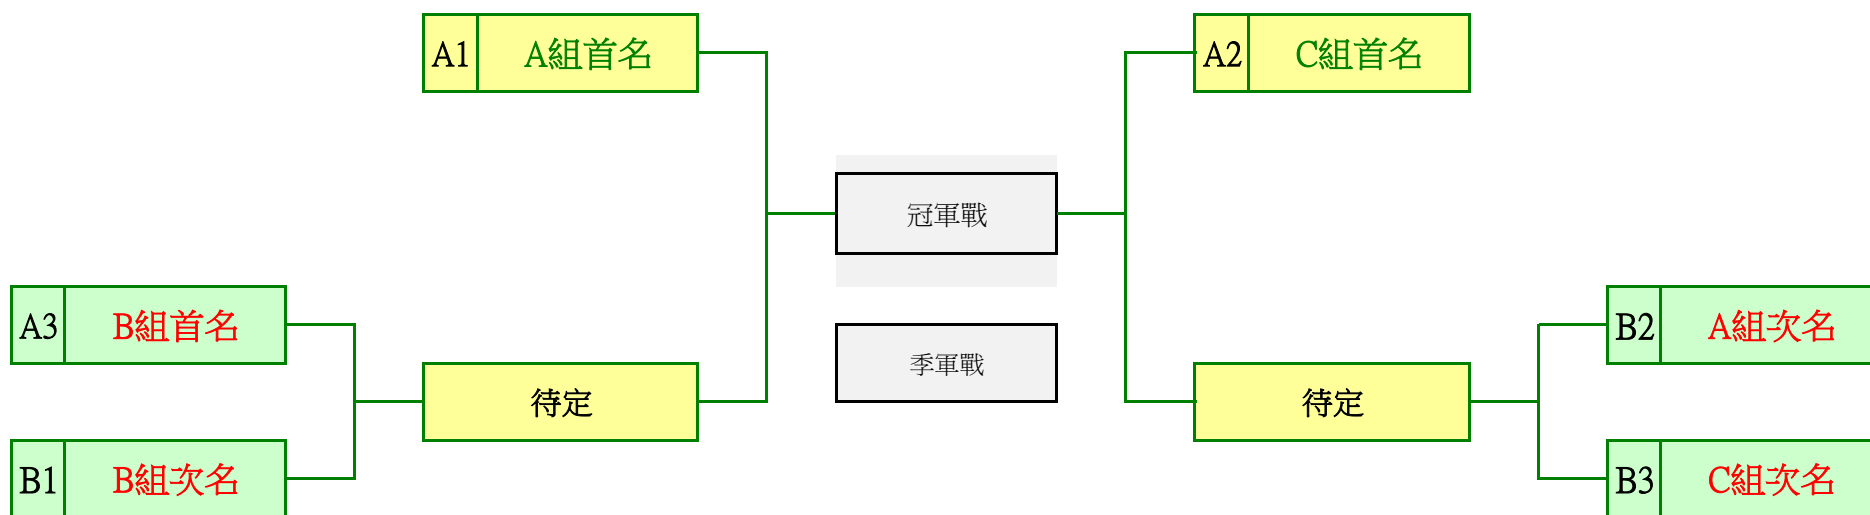 A1 A組首名
A2 C組首名
冠軍戰
A3 B組首名
B2 A組次名
季軍戰
待定
待定
B1 B組次名
B3 C組次名